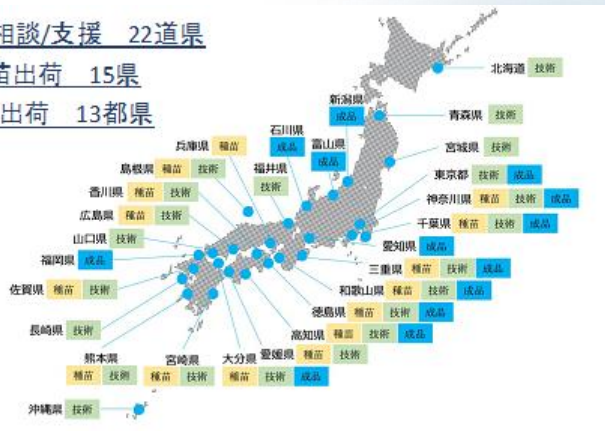 相談/支援　22道県
苗出荷　15県
出荷　13都県
北海道 技術
新潟県 成品
青森県 技術
石川県 成品
富山県 成品
宮城県 技術
兵庫県 種苗
島根県 種苗 技術
福井県 技術
東京都 技術 成品
香川県 種苗 技術
神奈川県 種苗 技術 成品
広島県 種苗 技術
千葉県 種苗 技術 成品
山口県 技術
愛知県 成品
福岡県 成品
三重県 種苗 技術 成品
佐賀県 種苗 技術
和歌山県 種苗 技術 成品
徳島県 種苗 技術 成品
長崎県 技術
高知県 種苗 技術 成品
愛媛県 種苗 技術
熊本県 種苗 技術
宮崎県 種苗 技術
大分県 種苗 技術 成品
沖縄県 技術